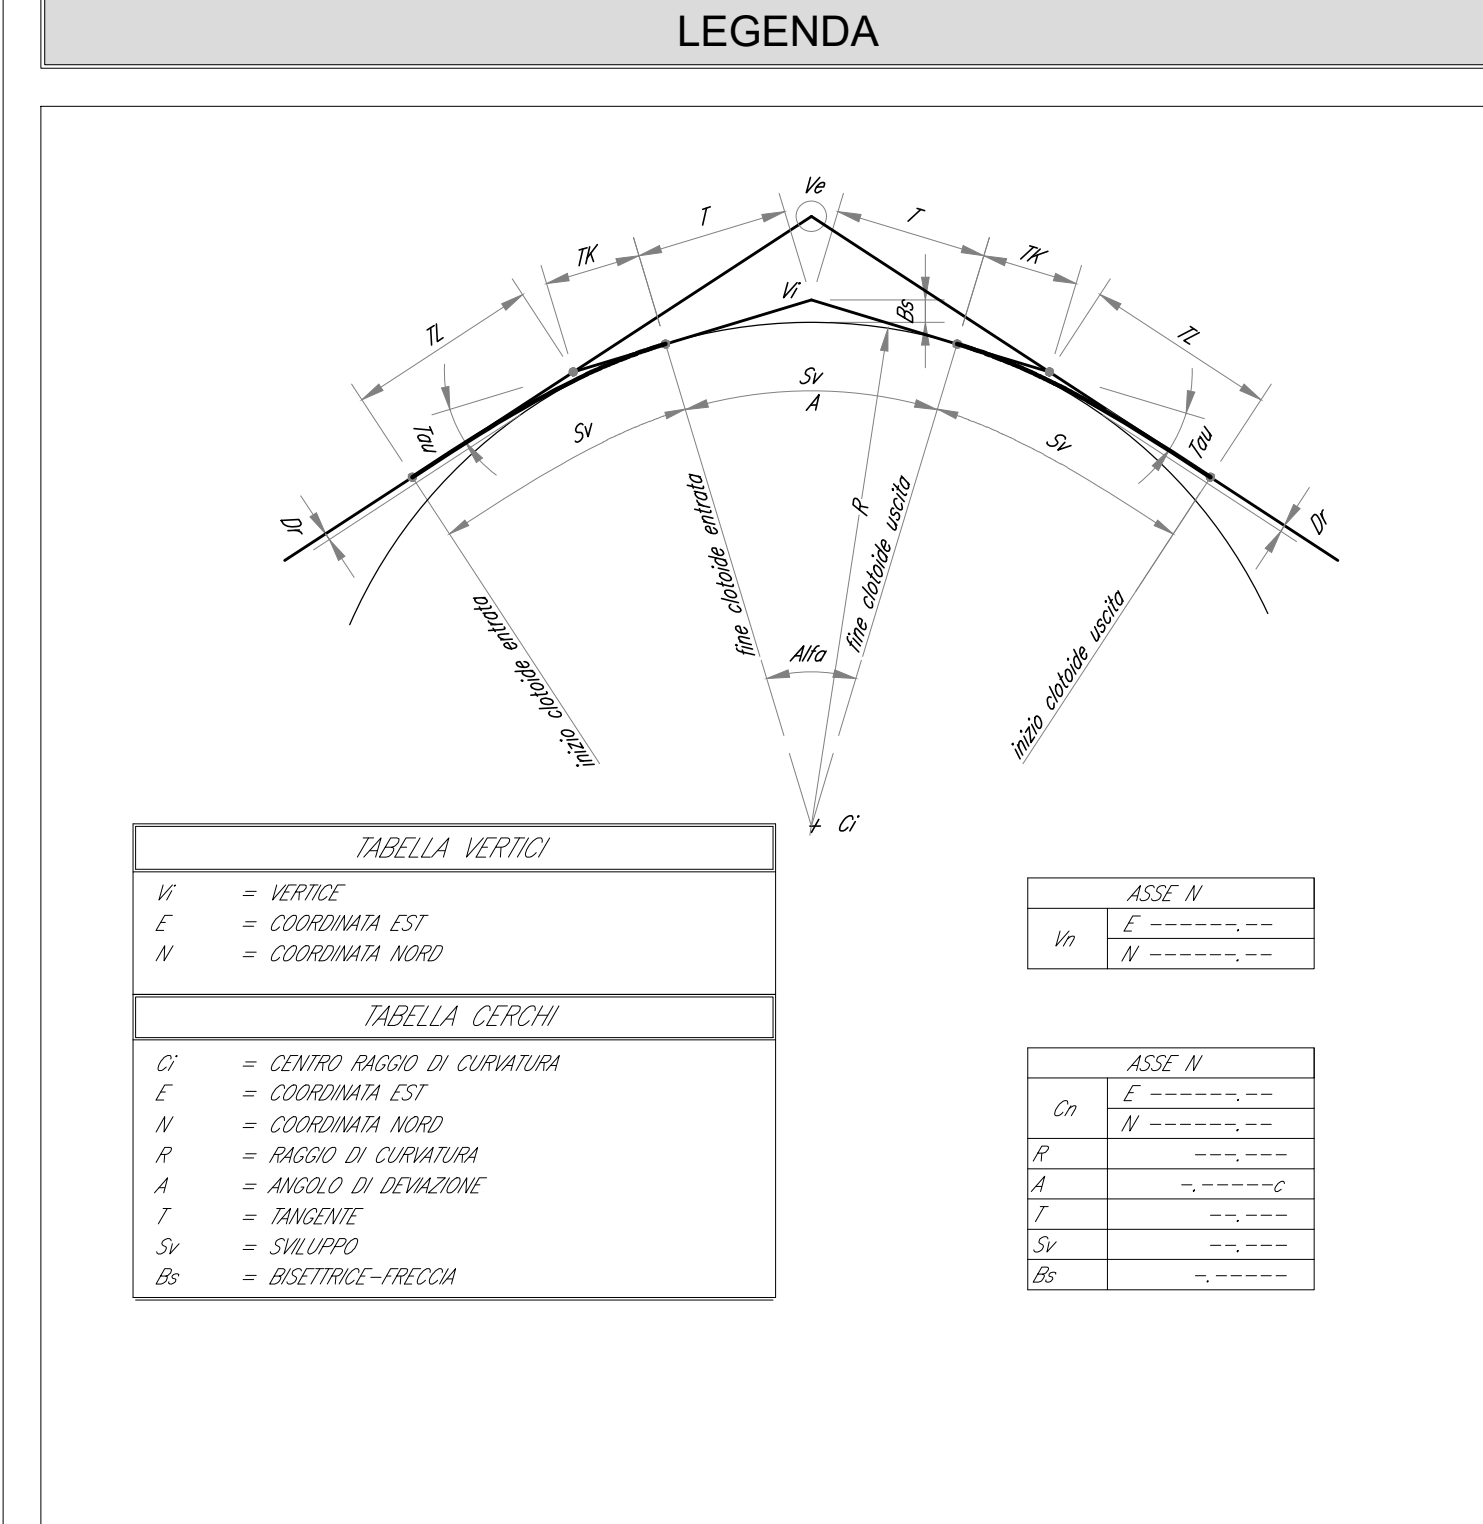 LEGENDA
Ve
T
T
TK
TK
Vi
Bs
TL
TL
Sv
A
Sv
Sv
Tau
Tau
R
Dr
Dr
fine clotoide entrata
fine clotoide uscita
inizio clotoide entrata
inizio clotoide uscita
Alfa
Ci
TABELLA VERTICI
Vi = VERTICE
E = COORDINATA EST
N = COORDINATA NORD
TABELLA CERCHI
Ci = CENTRO RAGGIO DI CURVATURA
E = COORDINATA EST
N = COORDINATA NORD
R = RAGGIO DI CURVATURA
A = ANGOLO DI DEVIAZIONE
T = TANGENTE
Sv = SVILUPPO
Bs = BISETTRICE-FRECCIA
ASSE N
Vn
E ------.--
N ------.--
ASSE N
Cn
E ------.--
N ------.--
R ---.---
A -.-----c
T --.---
Sv --.---
Bs -.-----